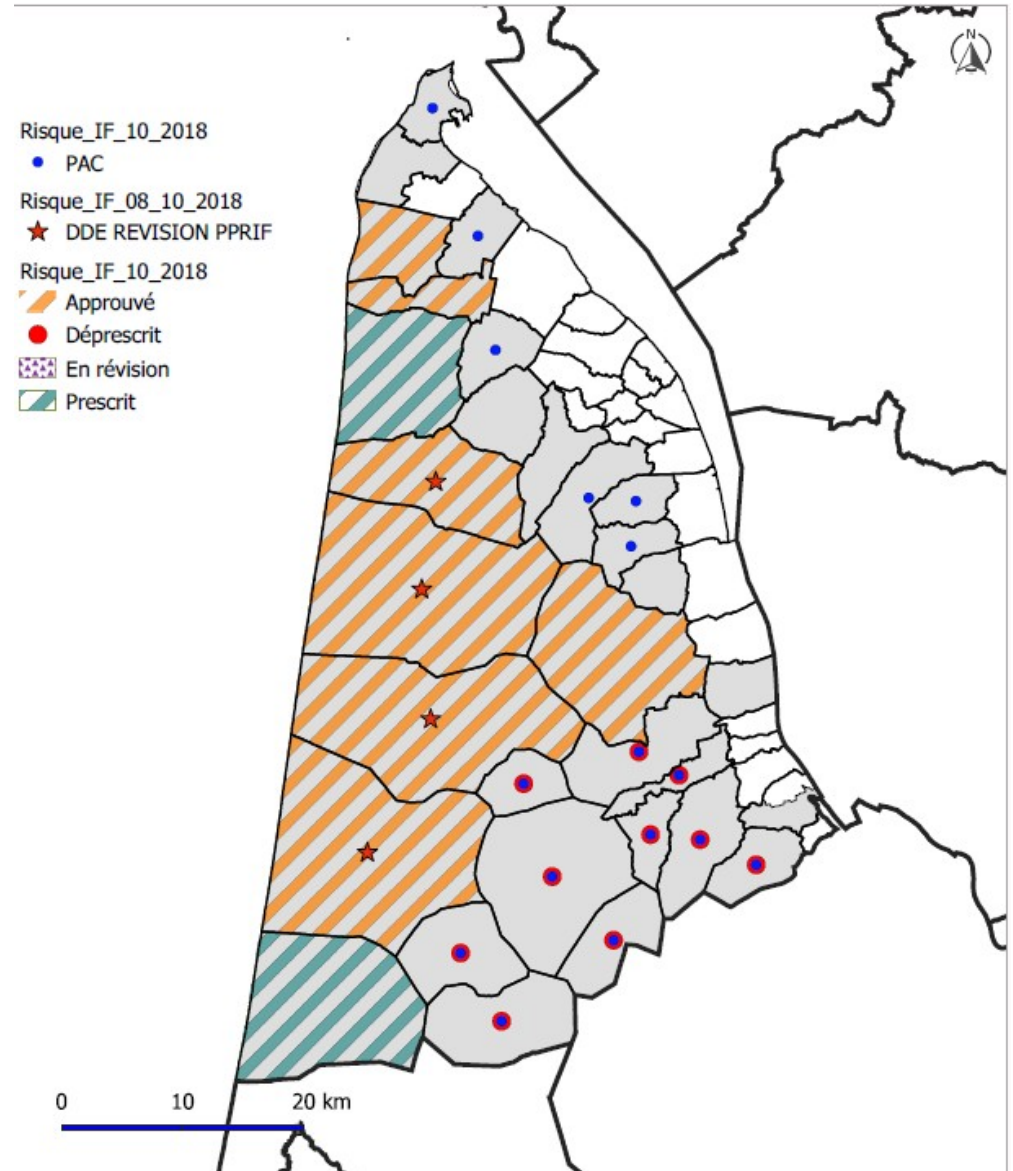 N
Risque_IF_10_2018
PAC
Risque_IF_08_10_2018
DDE REVISION PPRIF
Risque_IF_10_2018
Approuvé
Déprescrit
En révision
Prescrit
0 10 20 km